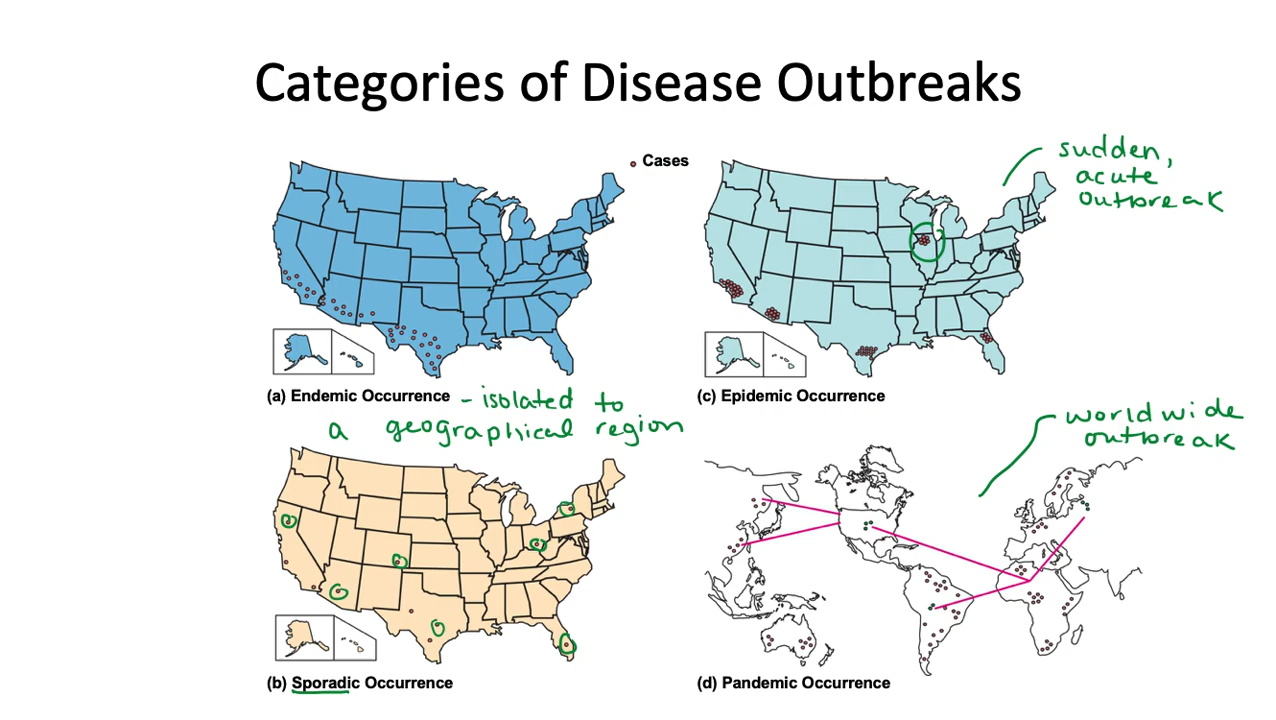 Categories of Disease Outbreaks
Cases
sudden,
acute
outbreak
(a) Endemic Occurrence - isolated to
a geographical region
(c) Epidemic Occurrence
worldwide
outbreak
(b) Sporadic Occurrence
(d) Pandemic Occurrence